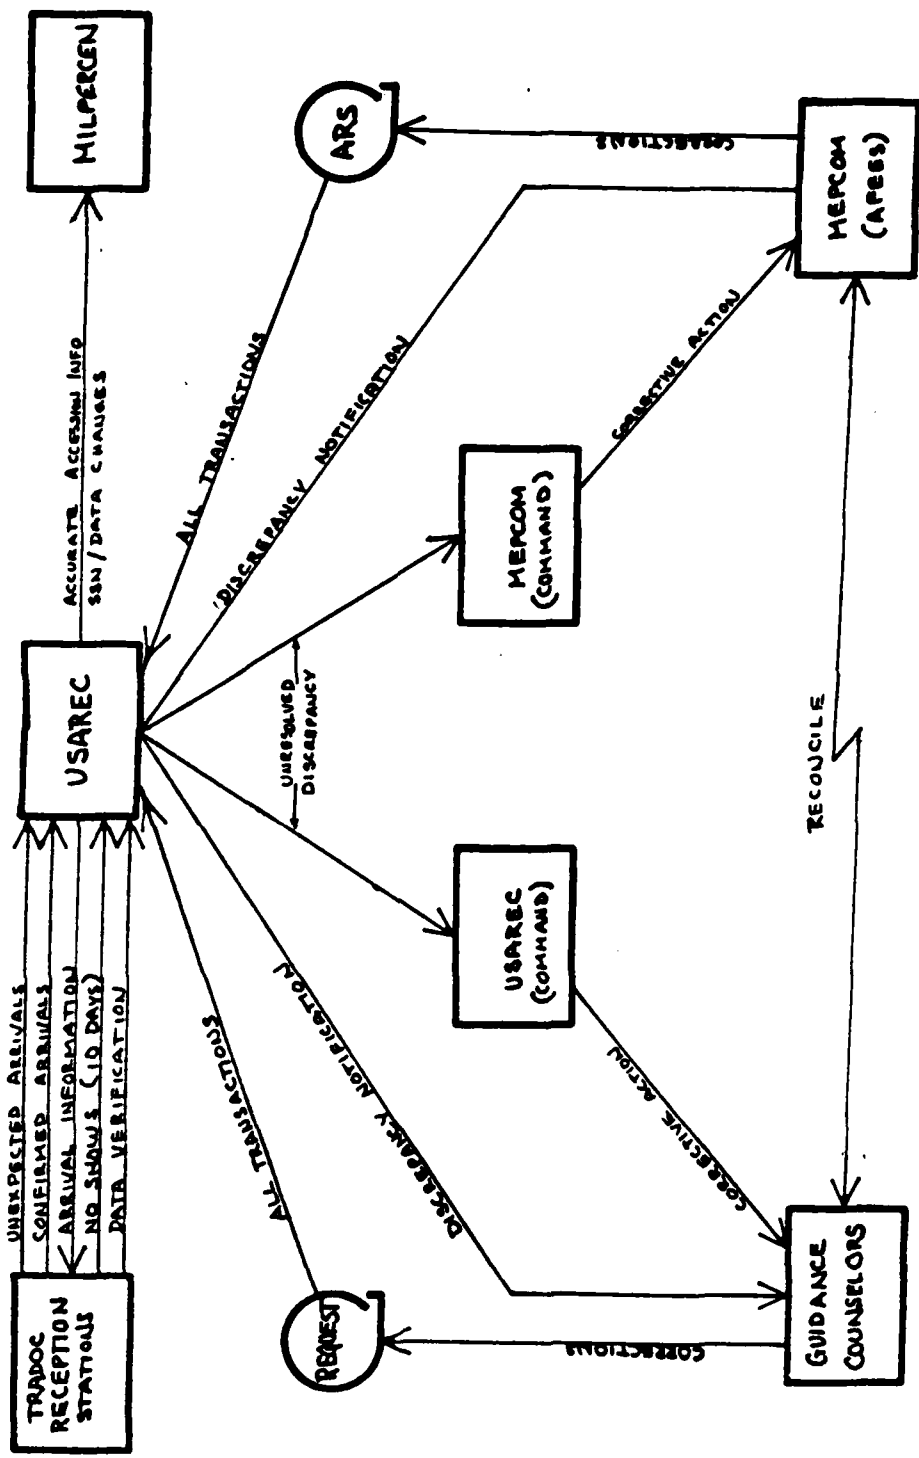 TRADOC
RECEPTION
STATIONS
UNEXPECTED ARRIVALS
CONFIRMED ARRIVALS
ARRIVAL INFORMATION
NO SHOWS (10 DAYS)
DATA VERIFICATION
USAREC
ACCURATE ACCESSION INFO
SSN/DATA CHANGES
MILPERCEN
REQUEST
ALL TRANSACTIONS
ALL TRANSACTIONS
ARS
DISCREPANCY NOTIFICATION
DISCREPANCY NOTIFICATION
UNRESOLVED
DISCREPANCY
USAREC
(COMMAND)
MEPCOM
(COMMAND)
CORRECTIONS
CORRECTIVE ACTION
CORRECTIVE ACTION
CORRECTIONS
GUIDANCE
COUNSELORS
RECONCILE
MEPCOM
(AFEES)